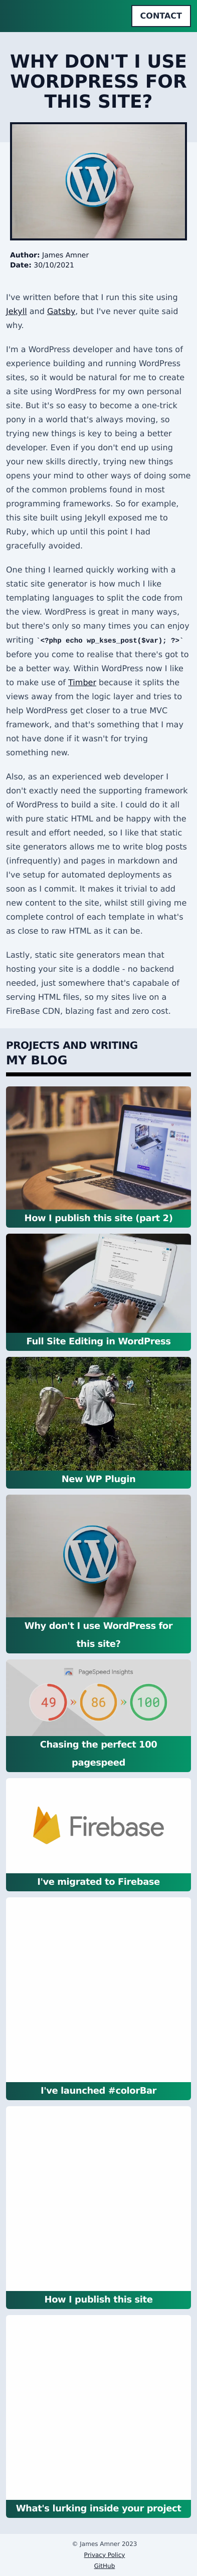 CONTACT
WHY DON'T I USE
WORDPRESS FOR
THIS SITE?
Author: James Amner
Date: 30/10/2021
I've written before that I run this site using
Jekyll and Gatsby, but I've never quite said
why.
I'm a WordPress developer and have tons of
experience building and running WordPress
sites, so it would be natural for me to create
a site using WordPress for my own personal
site. But it's so easy to become a one-trick
pony in a world that's always moving, so
trying new things is key to being a better
developer. Even if you don't end up using
your new skills directly, trying new things
opens your mind to other ways of doing some
of the common problems found in most
programming frameworks. So for example,
this site built using Jekyll exposed me to
Ruby, which up until this point I had
gracefully avoided.
One thing I learned quickly working with a
static site generator is how much I like
templating languages to split the code from
the view. WordPress is great in many ways,
but there's only so many times you can enjoy
writing `<?php echo wp_kses_post($var); ?>`
before you come to realise that there's got to
be a better way. Within WordPress now I like
to make use of Timber because it splits the
views away from the logic layer and tries to
help WordPress get closer to a true MVC
framework, and that's something that I may
not have done if it wasn't for trying
something new.
Also, as an experienced web developer I
don't exactly need the supporting framework
of WordPress to build a site. I could do it all
with pure static HTML and be happy with the
result and effort needed, so I like that static
site generators allows me to write blog posts
(infrequently) and pages in markdown and
I've setup for automated deployments as
soon as I commit. It makes it trivial to add
new content to the site, whilst still giving me
complete control of each template in what's
as close to raw HTML as it can be.
Lastly, static site generators mean that
hosting your site is a doddle - no backend
needed, just somewhere that's capable of
serving HTML files, so my sites live on a
FireBase CDN, blazing fast and zero cost.
PROJECTS AND WRITING
MY BLOG
How I publish this site (part 2)
Full Site Editing in WordPress
New WP Plugin
Why don't I use WordPress for
this site?
PageSpeed Insights
49 » 86 » 100
Chasing the perfect 100
pagespeed
Firebase
I've migrated to Firebase
I've launched #colorBar
How I publish this site
What's lurking inside your project
© James Amner 2023
Privacy Policy
GitHub